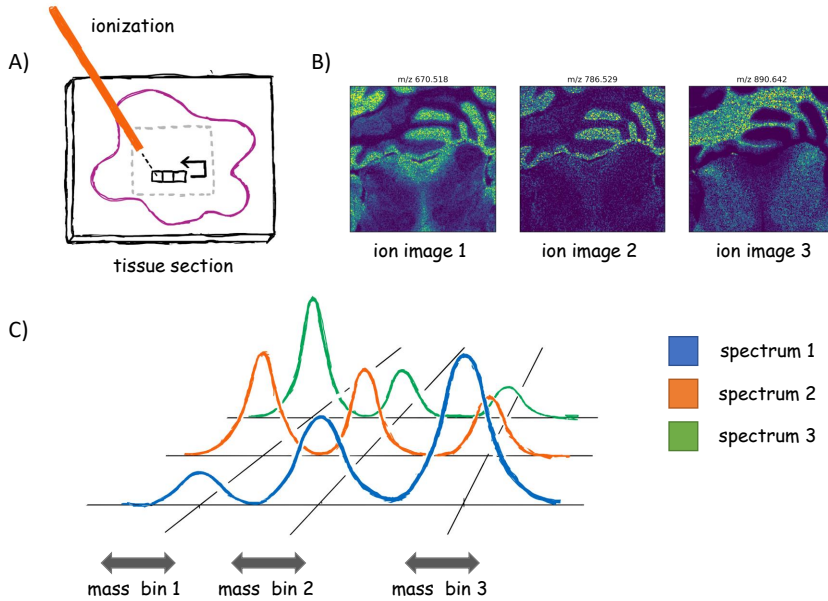 ionization
A)
tissue section
B)
m/z 670.518
m/z 786.529
m/z 890.642
ion image 1
ion image 2
ion image 3
C)
spectrum 1
spectrum 2
spectrum 3
mass bin 1
mass bin 2
mass bin 3